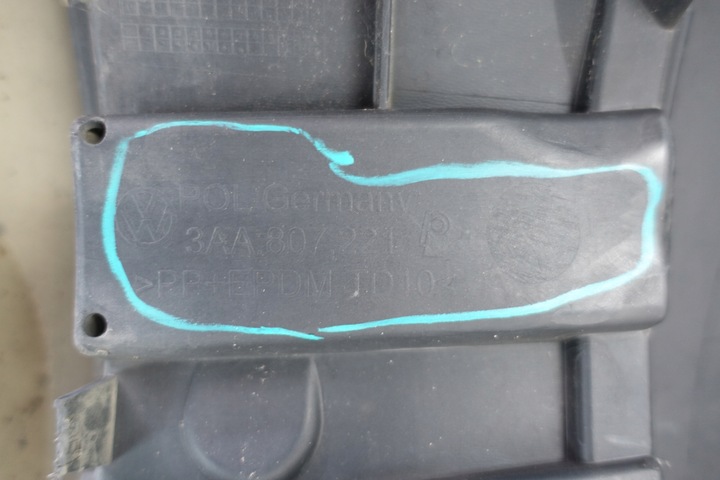 POL/Germany
3AA 807 221
>PP+EPDM TD10<